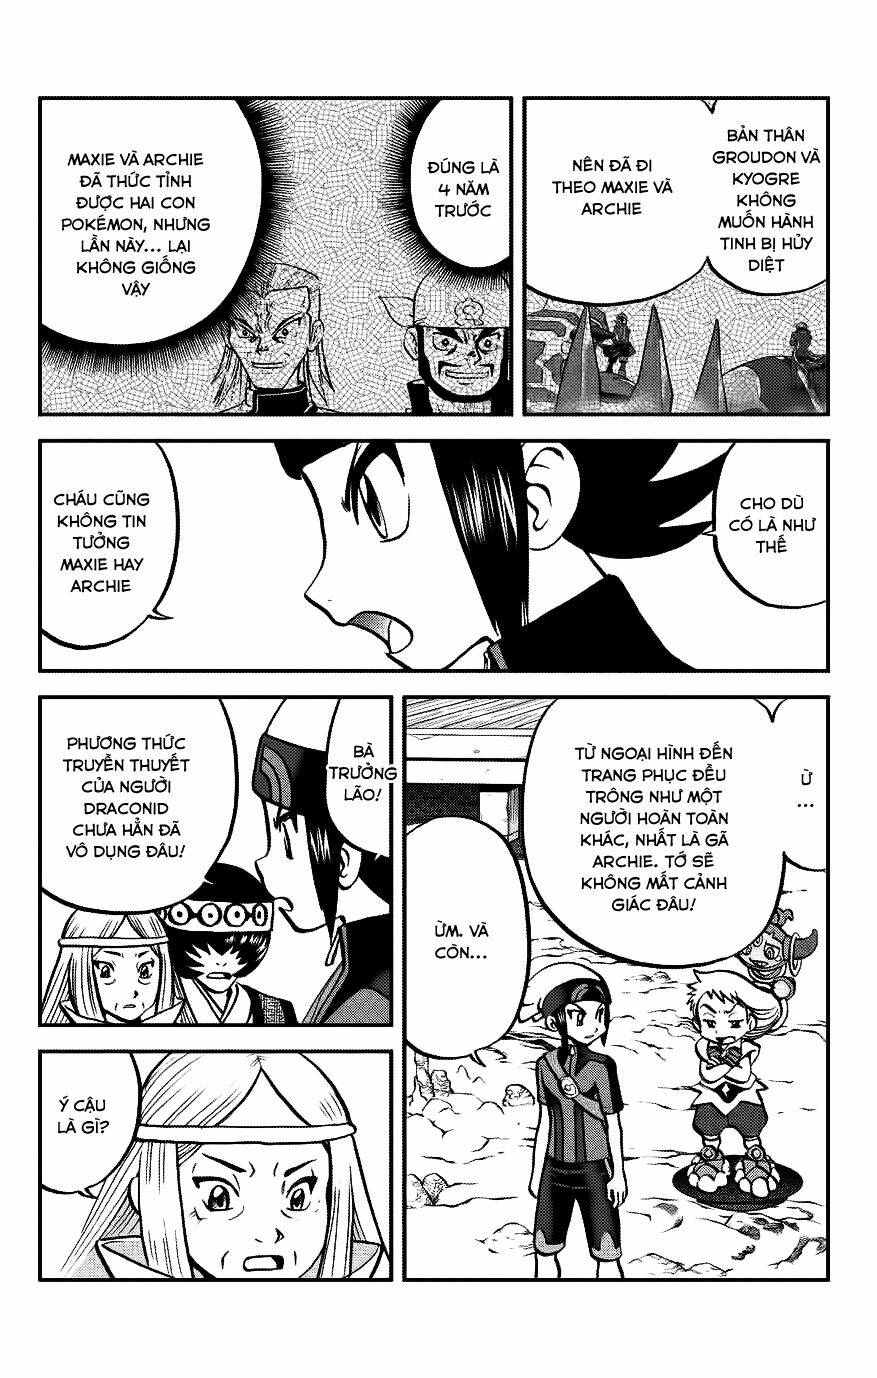 BẢN THÂN
GROUDON VÀ
KYOGRE
KHÔNG
MUỐN HÀNH
TINH BỊ HỦY
DIỆT
NÊN ĐÃ ĐI
THEO MAXIE VÀ
ARCHIE
ĐÚNG LÀ
4 NĂM
TRƯỚC
MAXIE VÀ ARCHIE
ĐÃ THỨC TỈNH
ĐƯỢC HAI CON
POKÉMON, NHƯNG
LẦN NÀY... LẠI
KHÔNG GIỐNG
VẬY
CHO DÙ
CÓ LÀ NHƯ
THẾ
CHÁU CŨNG
KHÔNG TIN
TƯỞNG
MAXIE HAY
ARCHIE
Ừ
...
TỪ NGOẠI HÌNH ĐẾN
TRANG PHỤC ĐỀU
TRÔNG NHƯ MỘT
NGƯỜI HOÀN TOÀN
KHÁC, NHẤT LÀ GÃ
ARCHIE. TỚ SẼ
KHÔNG MẤT CẢNH
GIÁC ĐÂU!
ỪM. VÀ
CÒN...
BÀ
TRƯỞNG
LÃO!
PHƯƠNG THỨC
TRUYỀN THUYẾT
CỦA NGƯỜI
DRACONID
CHƯA HẲN ĐÃ
VÔ DỤNG ĐÂU!
Ý CẬU
LÀ GÌ?